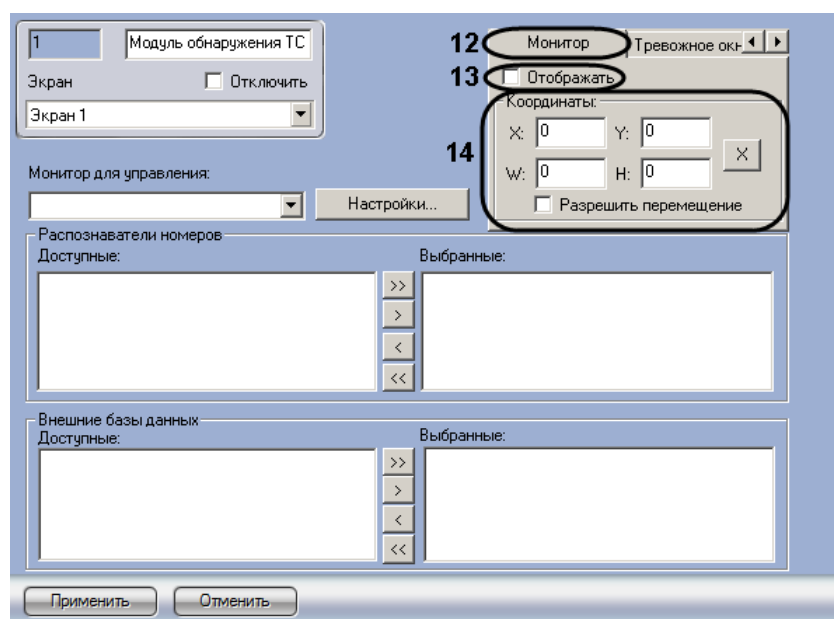 1 Модуль обнаружения ТС
Экран Отключить
Экран 1
12 Монитор Тревожное окн
13 Отображать
14 Координаты:
X: 0 Y: 0 X
W: 0 H: 0
Разрешить перемещение
Монитор для управления:
Настройки...
Распознаватели номеров
Доступные: Выбранные:
>>
>
<
<<
Внешние базы данных
Доступные: Выбранные:
>>
>
<
<<
Применить Отменить